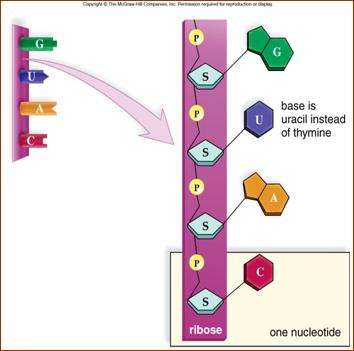 Copyright © The McGraw-Hill Companies, Inc. Permission required for reproduction or display.
G
U
A
C
P
S
G
P
S
U
base is
uracil instead
of thymine
P
S
A
P
S
C
ribose
one nucleotide